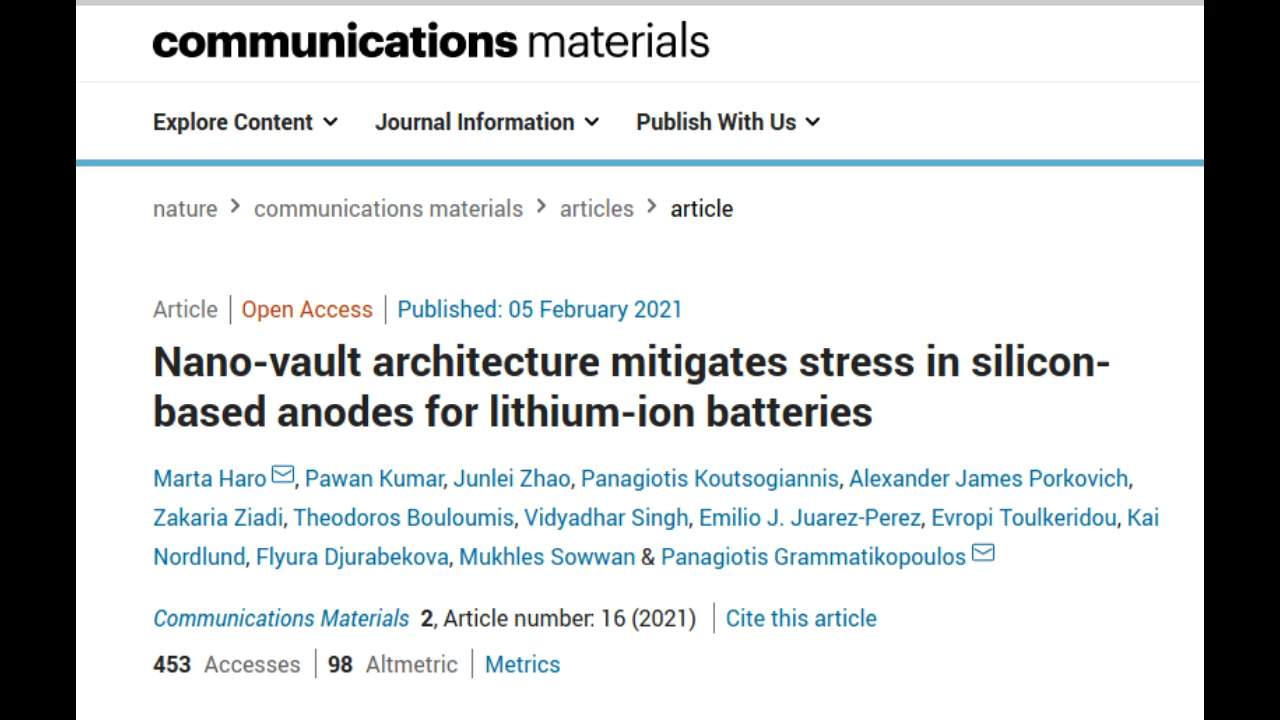 communications materials
Explore Content Journal Information Publish With Us
nature > communications materials > articles > article
Article | Open Access | Published: 05 February 2021
Nano-vault architecture mitigates stress in silicon-
based anodes for lithium-ion batteries
Marta Haro, Pawan Kumar, Junlei Zhao, Panagiotis Koutsogiannis, Alexander James Porkovich,
Zakaria Ziadi, Theodoros Bouloumis, Vidyadhar Singh, Emilio J. Juarez-Perez, Evropi Toulkeridou, Kai
Nordlund, Flyura Djurabekova, Mukhles Sowwan & Panagiotis Grammatikopoulos
Communications Materials 2, Article number: 16 (2021) | Cite this article
453 Accesses | 98 Altmetric | Metrics